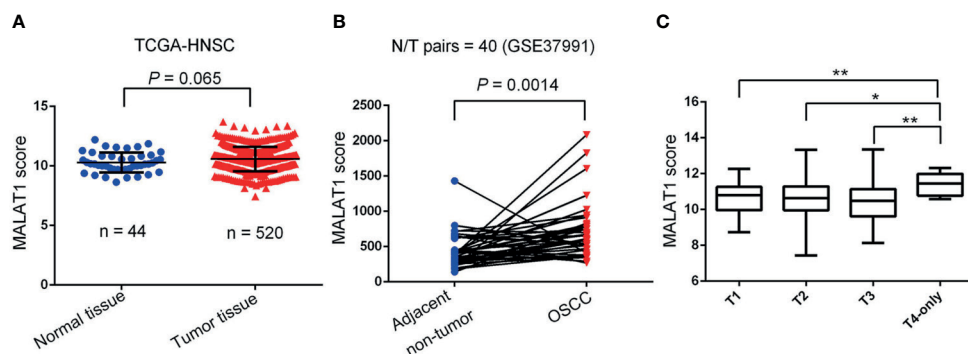 A
TCGA-HNSC
P = 0.065
MALAT1 score
15
10
5
0
n = 44
n = 520
Normal tissue
Tumor tissue
B
N/T pairs = 40 (GSE37991)
P = 0.0014
MALAT1 score
2500
2000
1500
1000
500
0
Adjacent
non-tumor
OSCC
C
**
*
**
MALAT1 score
16
14
12
10
8
6
T1
T2
T3
T4-only